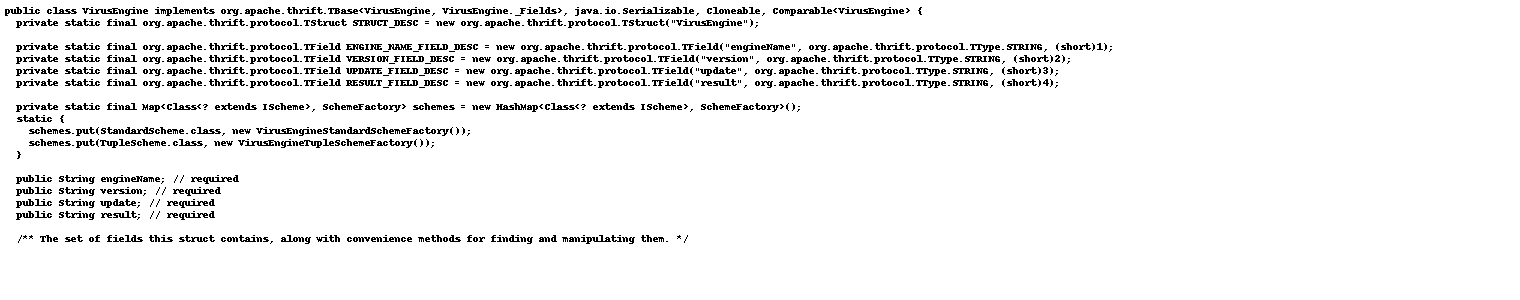 public class VirusEngine implements org.apache.thrift.TBase<VirusEngine, VirusEngine._Fields>, java.io.Serializable, Cloneable, Comparable<VirusEngine> {
  private static final org.apache.thrift.protocol.TStruct STRUCT_DESC = new org.apache.thrift.protocol.TStruct("VirusEngine");

  private static final org.apache.thrift.protocol.TField ENGINE_NAME_FIELD_DESC = new org.apache.thrift.protocol.TField("engineName", org.apache.thrift.protocol.TType.STRING, (short)1);
  private static final org.apache.thrift.protocol.TField VERSION_FIELD_DESC = new org.apache.thrift.protocol.TField("version", org.apache.thrift.protocol.TType.STRING, (short)2);
  private static final org.apache.thrift.protocol.TField UPDATE_FIELD_DESC = new org.apache.thrift.protocol.TField("update", org.apache.thrift.protocol.TType.STRING, (short)3);
  private static final org.apache.thrift.protocol.TField RESULT_FIELD_DESC = new org.apache.thrift.protocol.TField("result", org.apache.thrift.protocol.TType.STRING, (short)4);

  private static final Map<Class<? extends IScheme>, SchemeFactory> schemes = new HashMap<Class<? extends IScheme>, SchemeFactory>();
  static {
    schemes.put(StandardScheme.class, new VirusEngineStandardSchemeFactory());
    schemes.put(TupleScheme.class, new VirusEngineTupleSchemeFactory());
  }

  public String engineName; // required
  public String version; // required
  public String update; // required
  public String result; // required

  /** The set of fields this struct contains, along with convenience methods for finding and manipulating them. */